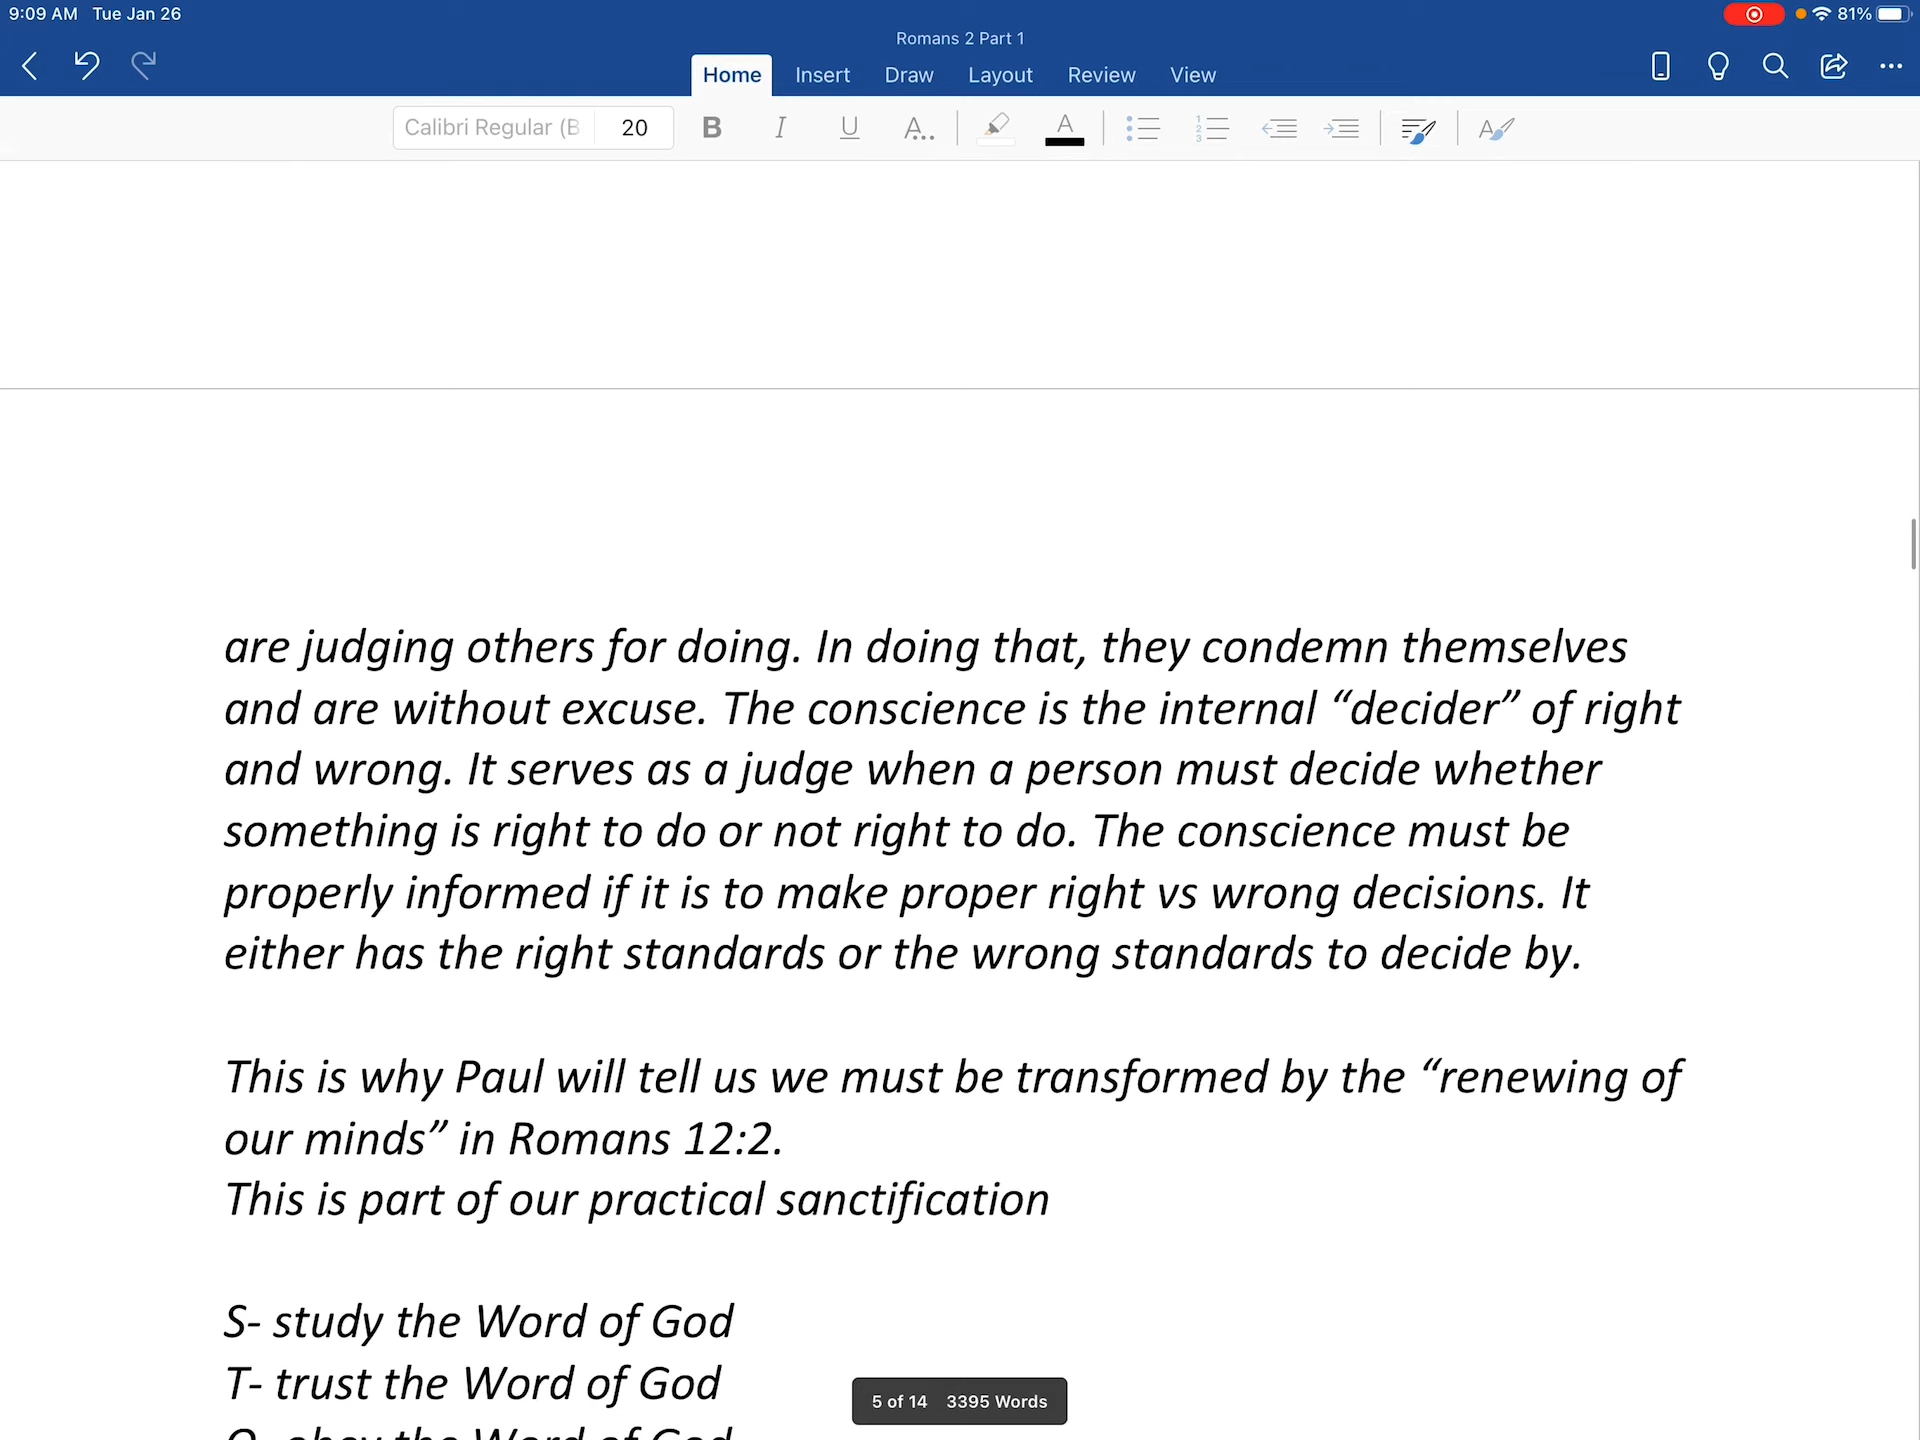 9:09 AM Tue Jan 26
81%
Romans 2 Part 1
Home Insert Draw Layout Review View
Calibri Regular (B 20 B I U A.. A A
are judging others for doing. In doing that, they condemn themselves
and are without excuse. The conscience is the internal “decider” of right
and wrong. It serves as a judge when a person must decide whether
something is right to do or not right to do. The conscience must be
properly informed if it is to make proper right vs wrong decisions. It
either has the right standards or the wrong standards to decide by.
This is why Paul will tell us we must be transformed by the “renewing of
our minds” in Romans 12:2.
This is part of our practical sanctification
S- study the Word of God
T- trust the Word of God
O- obey the Word of God
5 of 14 3395 Words